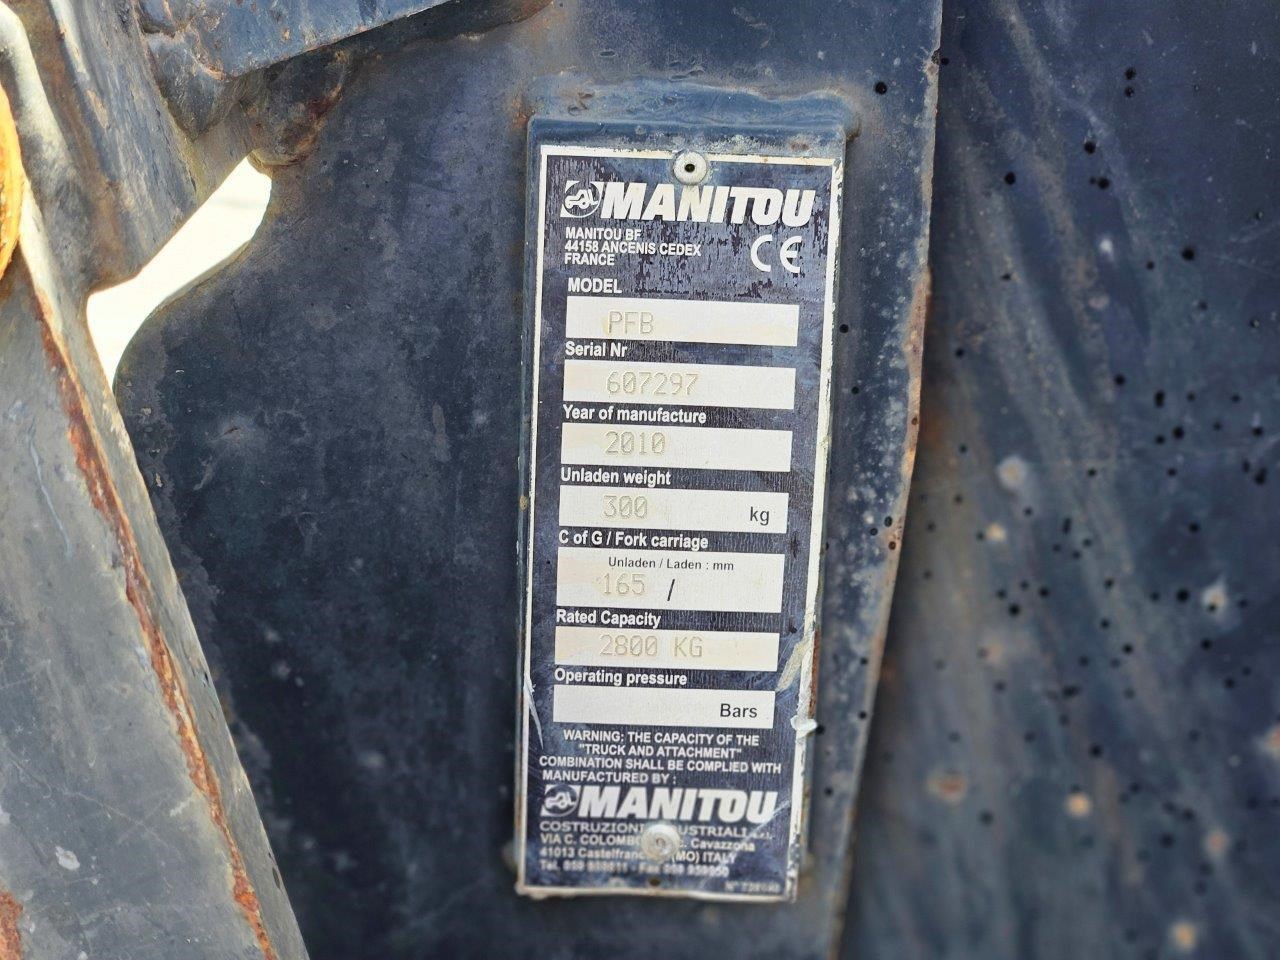 MANITOU
MANITOU BF
44158 ANCENIS CEDEX
FRANCE
CE
MODEL
PFB
Serial Nr
607297
Year of manufacture
2010
Unladen weight
300 kg
C of G / Fork carriage
Unladen / Laden : mm
165 /
Rated Capacity
2800 KG
Operating pressure
Bars
WARNING: THE CAPACITY OF THE
"TRUCK AND ATTACHMENT"
COMBINATION SHALL BE COMPLIED WITH
MANUFACTURED BY :
MANITOU
COSTRUZIONI INDUSTRIALI s.r.l.
VIA C. COLOMBO Cavazzona
41013 Castelfranco (MO) ITALY
Tel. - Fax
N°